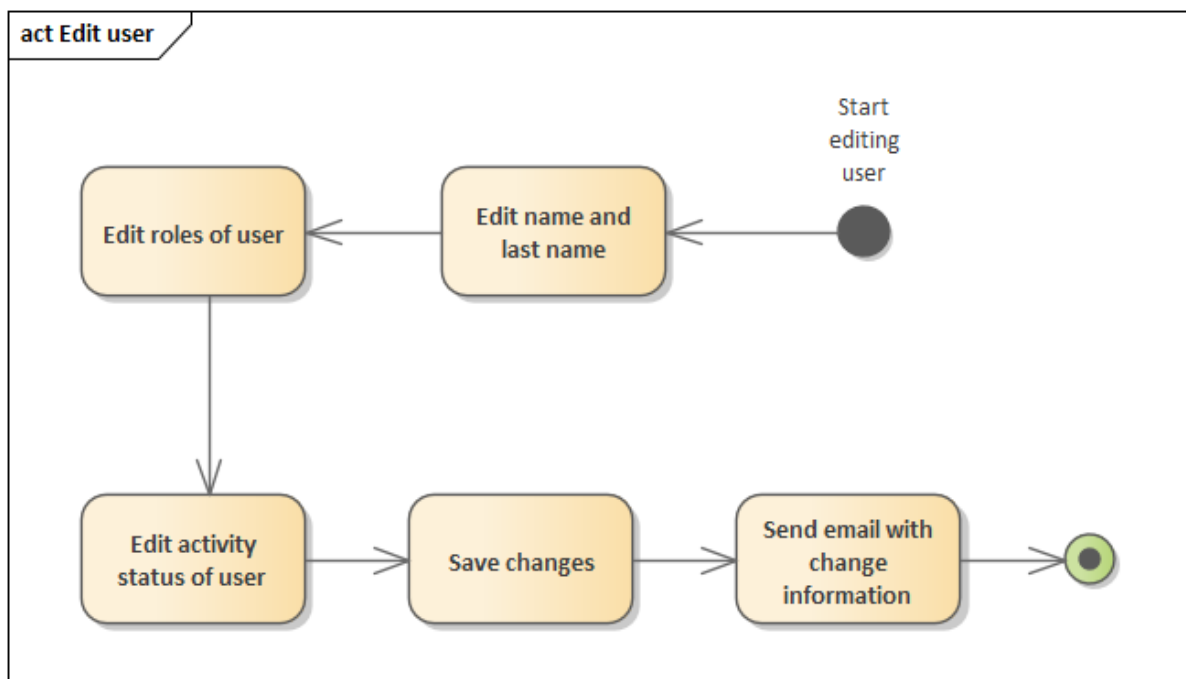 act Edit user
Start
editing
user
Edit roles of user
Edit name and
last name
Edit activity
status of user
Save changes
Send email with
change
information